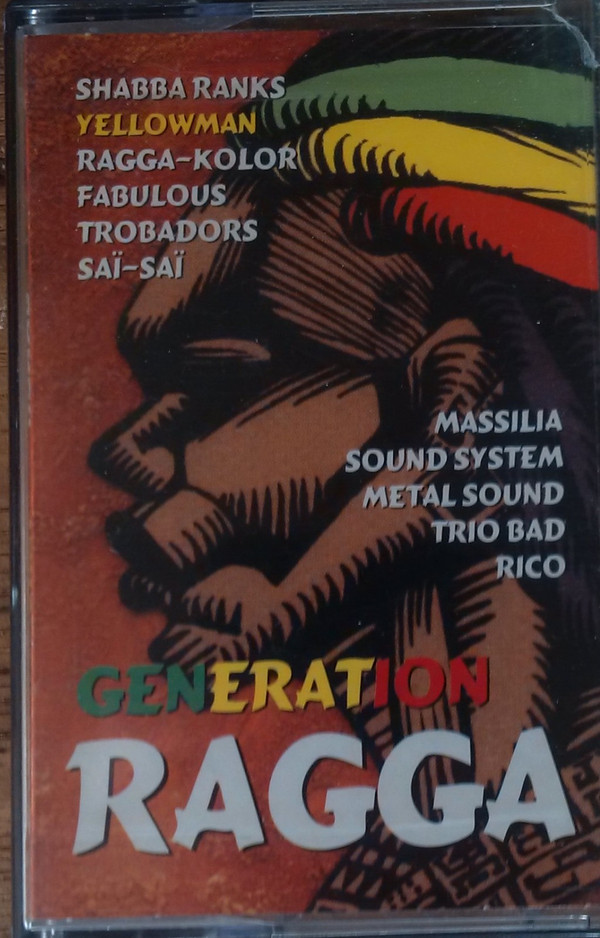 SHABBA RANKS
YELLOWMAN
RAGGA-KOLOR
FABULOUS
TROBADORS
SAÏ-SAÏ
MASSILIA
SOUND SYSTEM
METAL SOUND
TRIO BAD
RICO
GENERATION
RAGGA